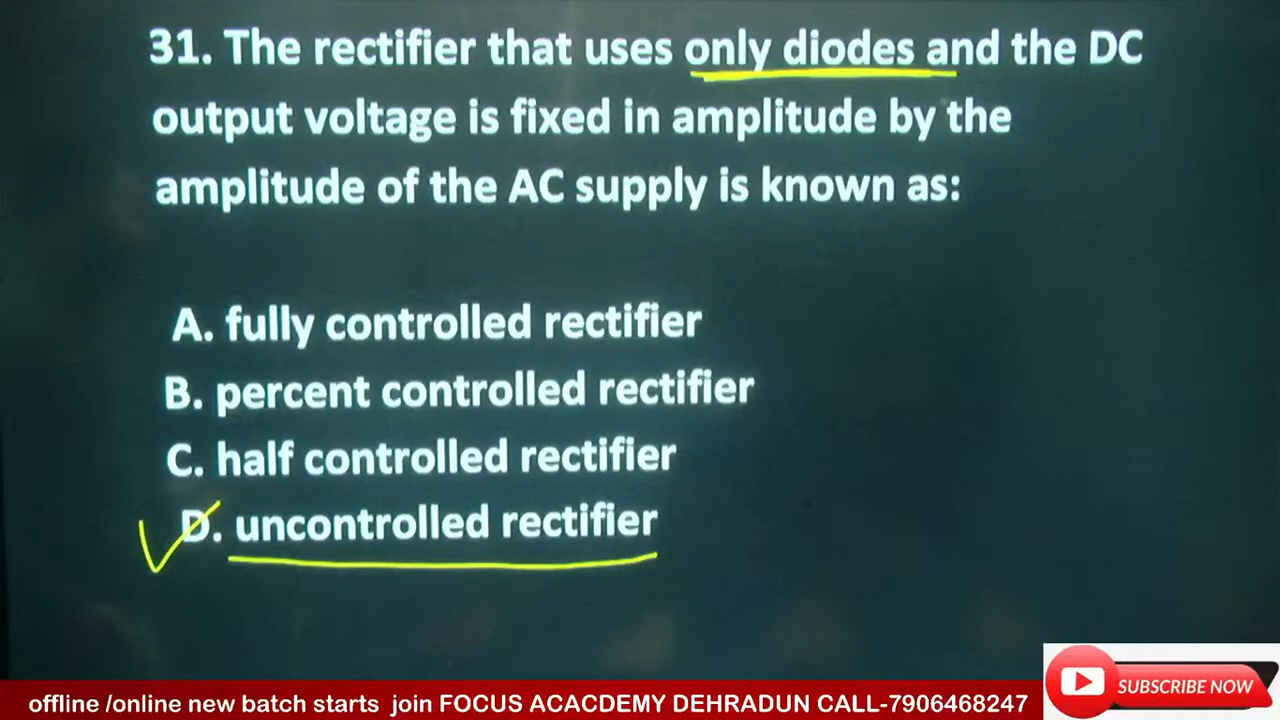 31. The rectifier that uses only diodes and the DC
output voltage is fixed in amplitude by the
amplitude of the AC supply is known as:
A. fully controlled rectifier
B. percent controlled rectifier
C. half controlled rectifier
D. uncontrolled rectifier
offline /online new batch starts join FOCUS ACACDEMY DEHRADUN CALL-7906468247
SUBSCRIBE NOW